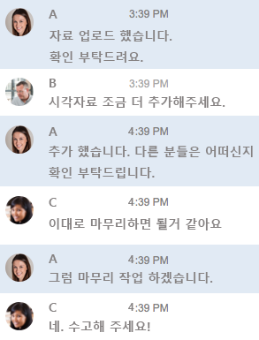 A 3:39 PM
자료 업로드 했습니다.
확인 부탁드려요.
B 3:39 PM
시각자료 조금 더 추가해주세요.
A 4:39 PM
추가 했습니다. 다른 분들은 어떠신지
확인 부탁드립니다.
C 4:39 PM
이대로 마무리하면 될거 같아요
A 4:39 PM
그럼 마무리 작업 하겠습니다.
C 4:39 PM
네. 수고해 주세요!